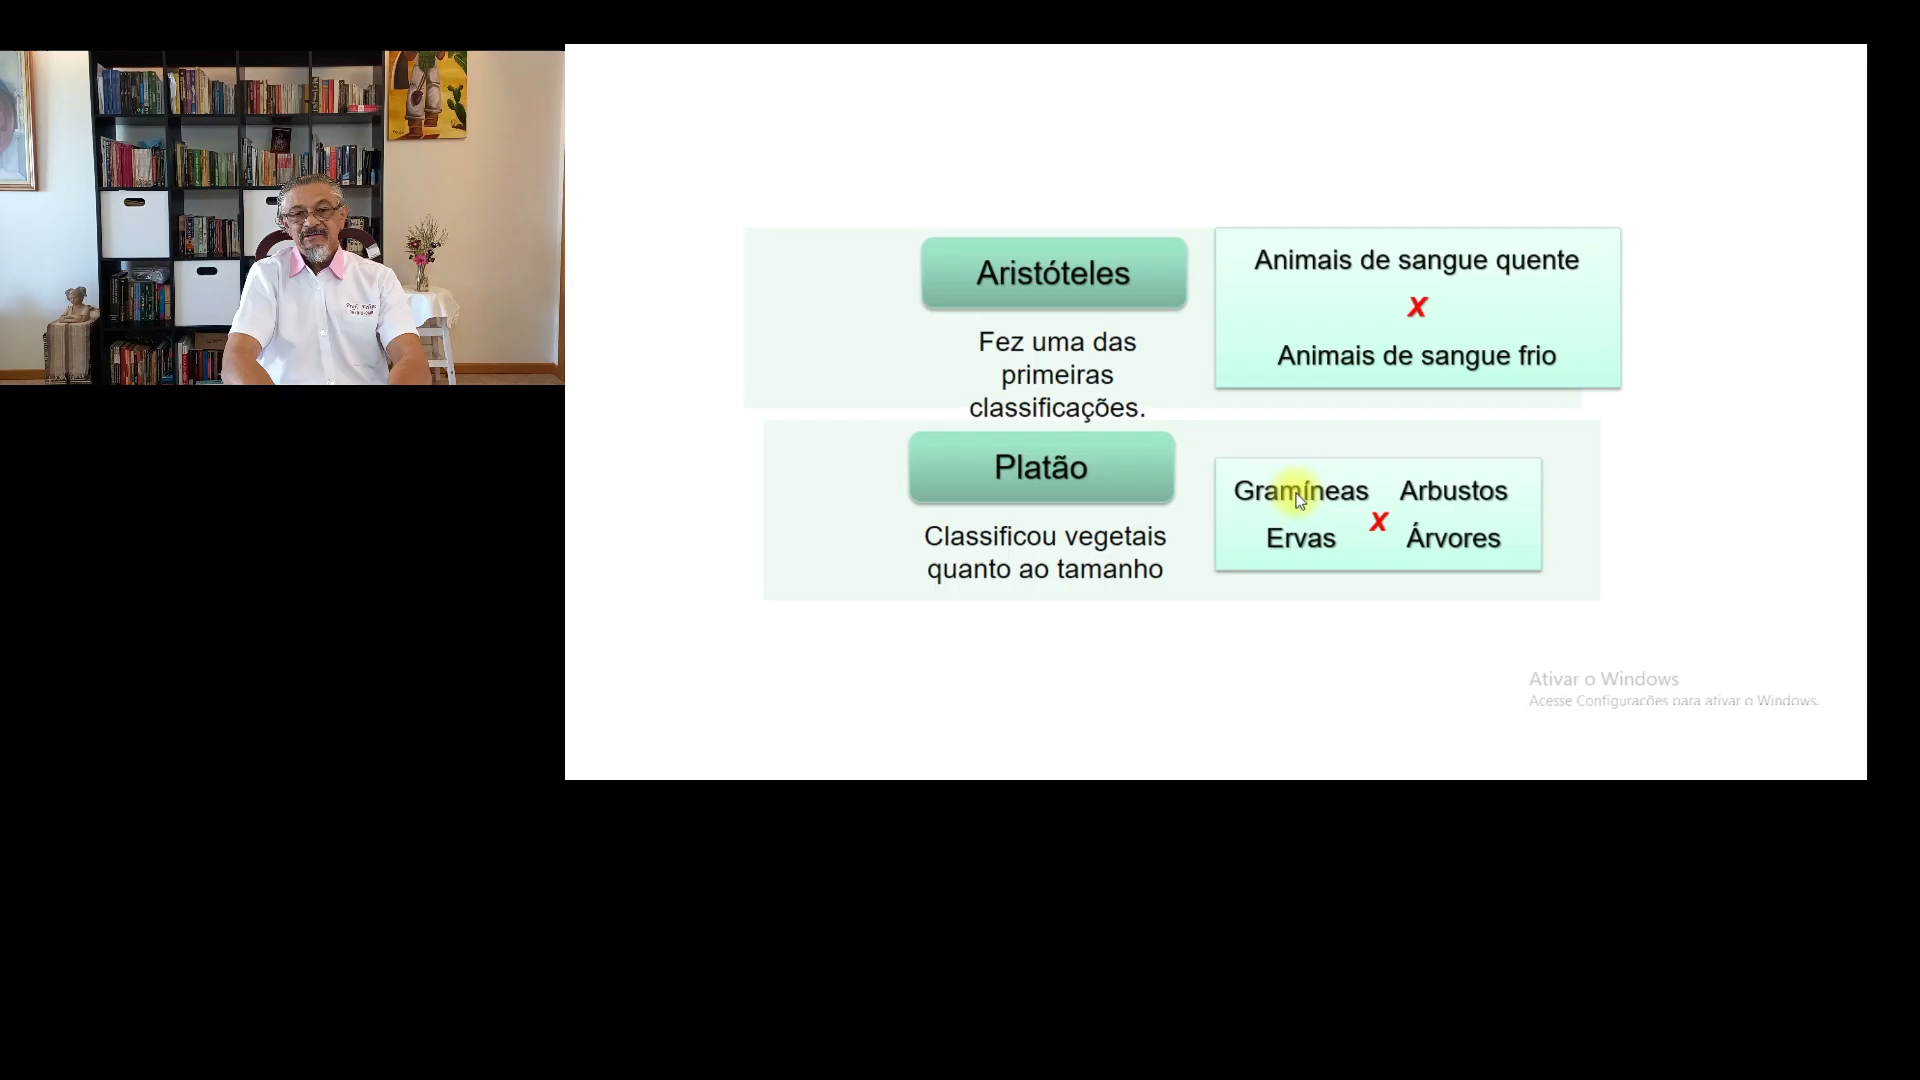 Aristóteles
Fez uma das
primeiras
classificações.
Animais de sangue quente
X
Animais de sangue frio
Platão
Classificou vegetais
quanto ao tamanho
Gramíneas Arbustos
X
Ervas Árvores
Ativar o Windows
Acesse Configurações para ativar o Windows.